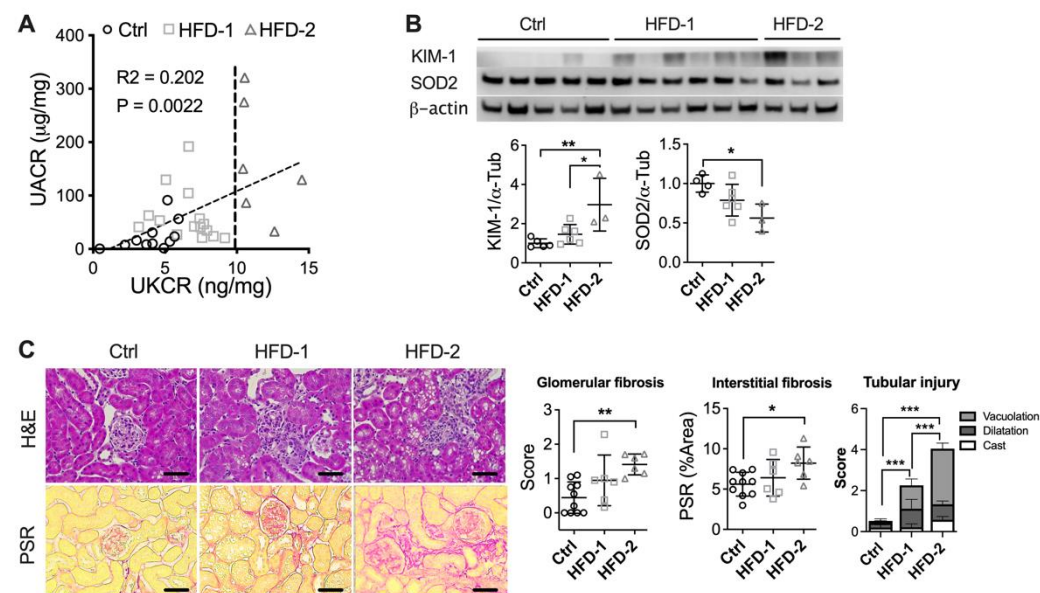 A
Ctrl HFD-1 HFD-2
R2 = 0.202
P = 0.0022
UACR (μg/mg)
400
300
200
100
0
0 5 10 15
UKCR (ng/mg)
B
Ctrl HFD-1 HFD-2
KIM-1
SOD2
β-actin
KIM-1/α-Tub
6
4
2
0
** *
Ctrl HFD-1 HFD-2
SOD2/α-Tub
1.5
1.0
0.5
0.0
*
Ctrl HFD-1 HFD-2
C
Ctrl HFD-1 HFD-2
H&E
PSR
Glomerular fibrosis
Score
3
2
1
0
**
Ctrl HFD-1 HFD-2
Interstitial fibrosis
PSR (%Area)
15
10
5
0
*
Ctrl HFD-1 HFD-2
Tubular injury
Score
6
4
2
0
***
***
***
Vacuolation
Dilatation
Cast
Ctrl HFD-1 HFD-2